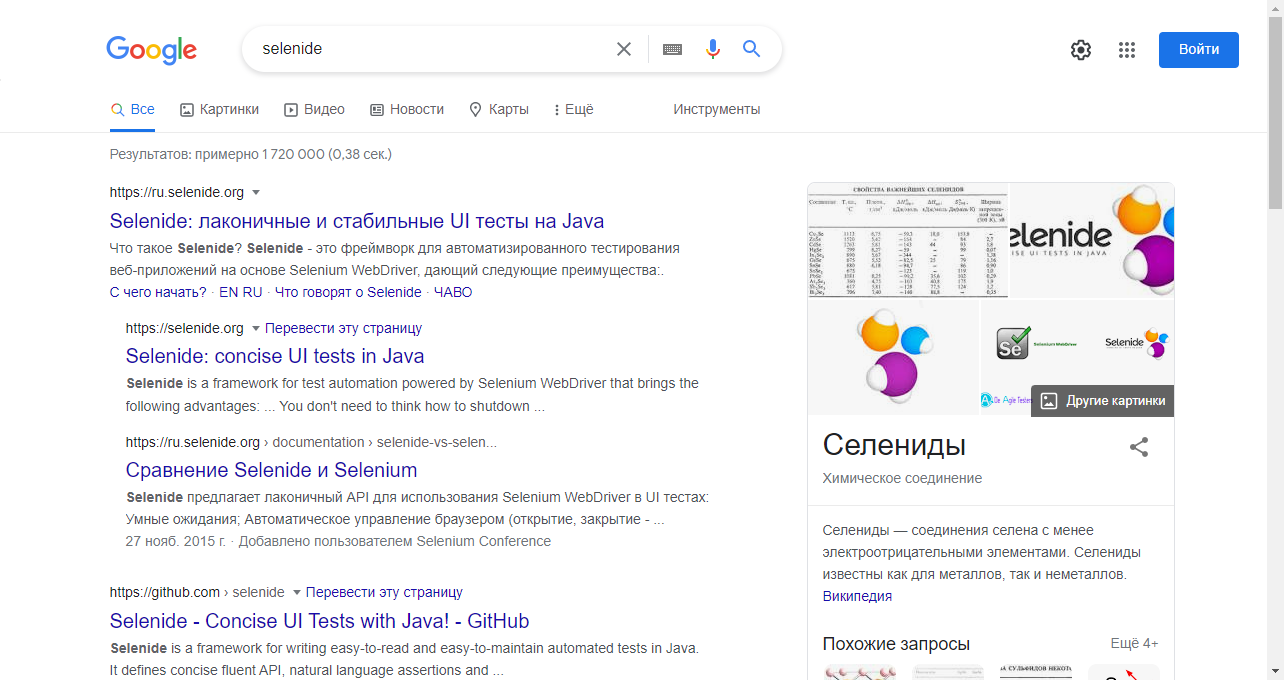 Google
selenide
Войти
Все
Картинки
Видео
Новости
Карты
Ещё
Инструменты
Результатов: примерно 1 720 000 (0,38 сек.)
https://ru.selenide.org
Selenide: лаконичные и стабильные UI тесты на Java
Что такое Selenide? Selenide - это фреймворк для автоматизированного тестирования
веб-приложений на основе Selenium WebDriver, дающий следующие преимущества:.
С чего начать? · EN RU · Что говорят о Selenide · ЧАВО
https://selenide.org Перевести эту страницу
Selenide: concise UI tests in Java
Selenide is a framework for test automation powered by Selenium WebDriver that brings the
following advantages: ... You don't need to think how to shutdown ...
https://ru.selenide.org › documentation › selenide-vs-selen...
Сравнение Selenide и Selenium
Selenide предлагает лаконичный API для использования Selenium WebDriver в UI тестах:
Умные ожидания; Автоматическое управление браузером (открытие, закрытие - ...
27 нояб. 2015 г. · Добавлено пользователем Selenium Conference
https://github.com › selenide Перевести эту страницу
Selenide - Concise UI Tests with Java! - GitHub
Selenide is a framework for writing easy-to-read and easy-to-maintain automated tests in Java.
It defines concise fluent API, natural language assertions and ...
СВОЙСТВА ВАЖНЕЙШИХ СЕЛЕНИДОВ
elenide
ISE UI TESTS IN JAVA
Se
Selenium WebDriver
Selenide
Другие картинки
Селениды
Химическое соединение
Селениды — соединения селена с менее
электроотрицательными элементами. Селениды
известны как для металлов, так и неметаллов.
Википедия
Похожие запросы
Ещё 4+